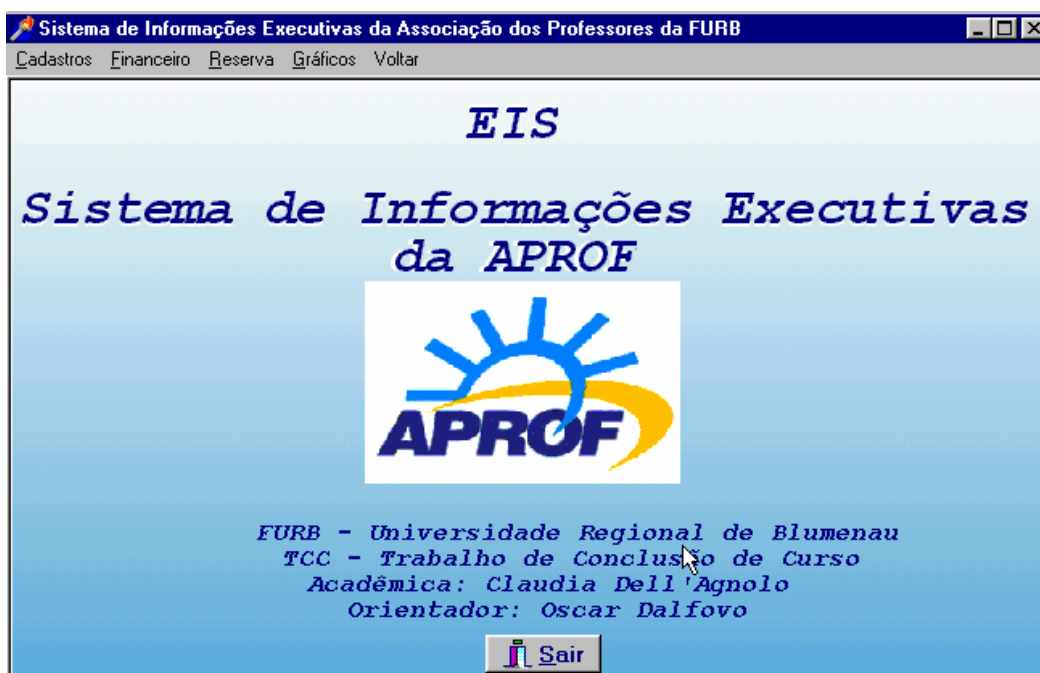 Sistema de Informações Executivas da Associação dos Professores da FURB
Cadastros Financeiro Reserva Gráficos Voltar
EIS
Sistema de Informações Executivas
da APROF
APROF
FURB - Universidade Regional de Blumenau
TCC - Trabalho de Conclusão de Curso
Acadêmica: Claudia Dell'Agnolo
Orientador: Oscar Dalfovo
Sair